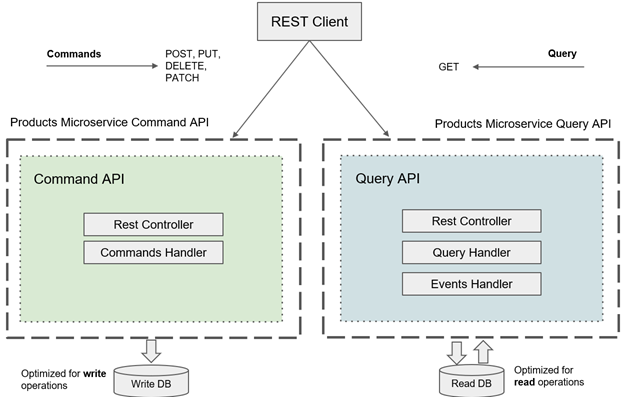 REST Client
Commands
POST, PUT,
DELETE,
PATCH
Query
GET
Products Microservice Command API
Products Microservice Query API
Command API
Rest Controller
Commands Handler
Query API
Rest Controller
Query Handler
Events Handler
Optimized for write
operations
Write DB
Read DB
Optimized for
read operations